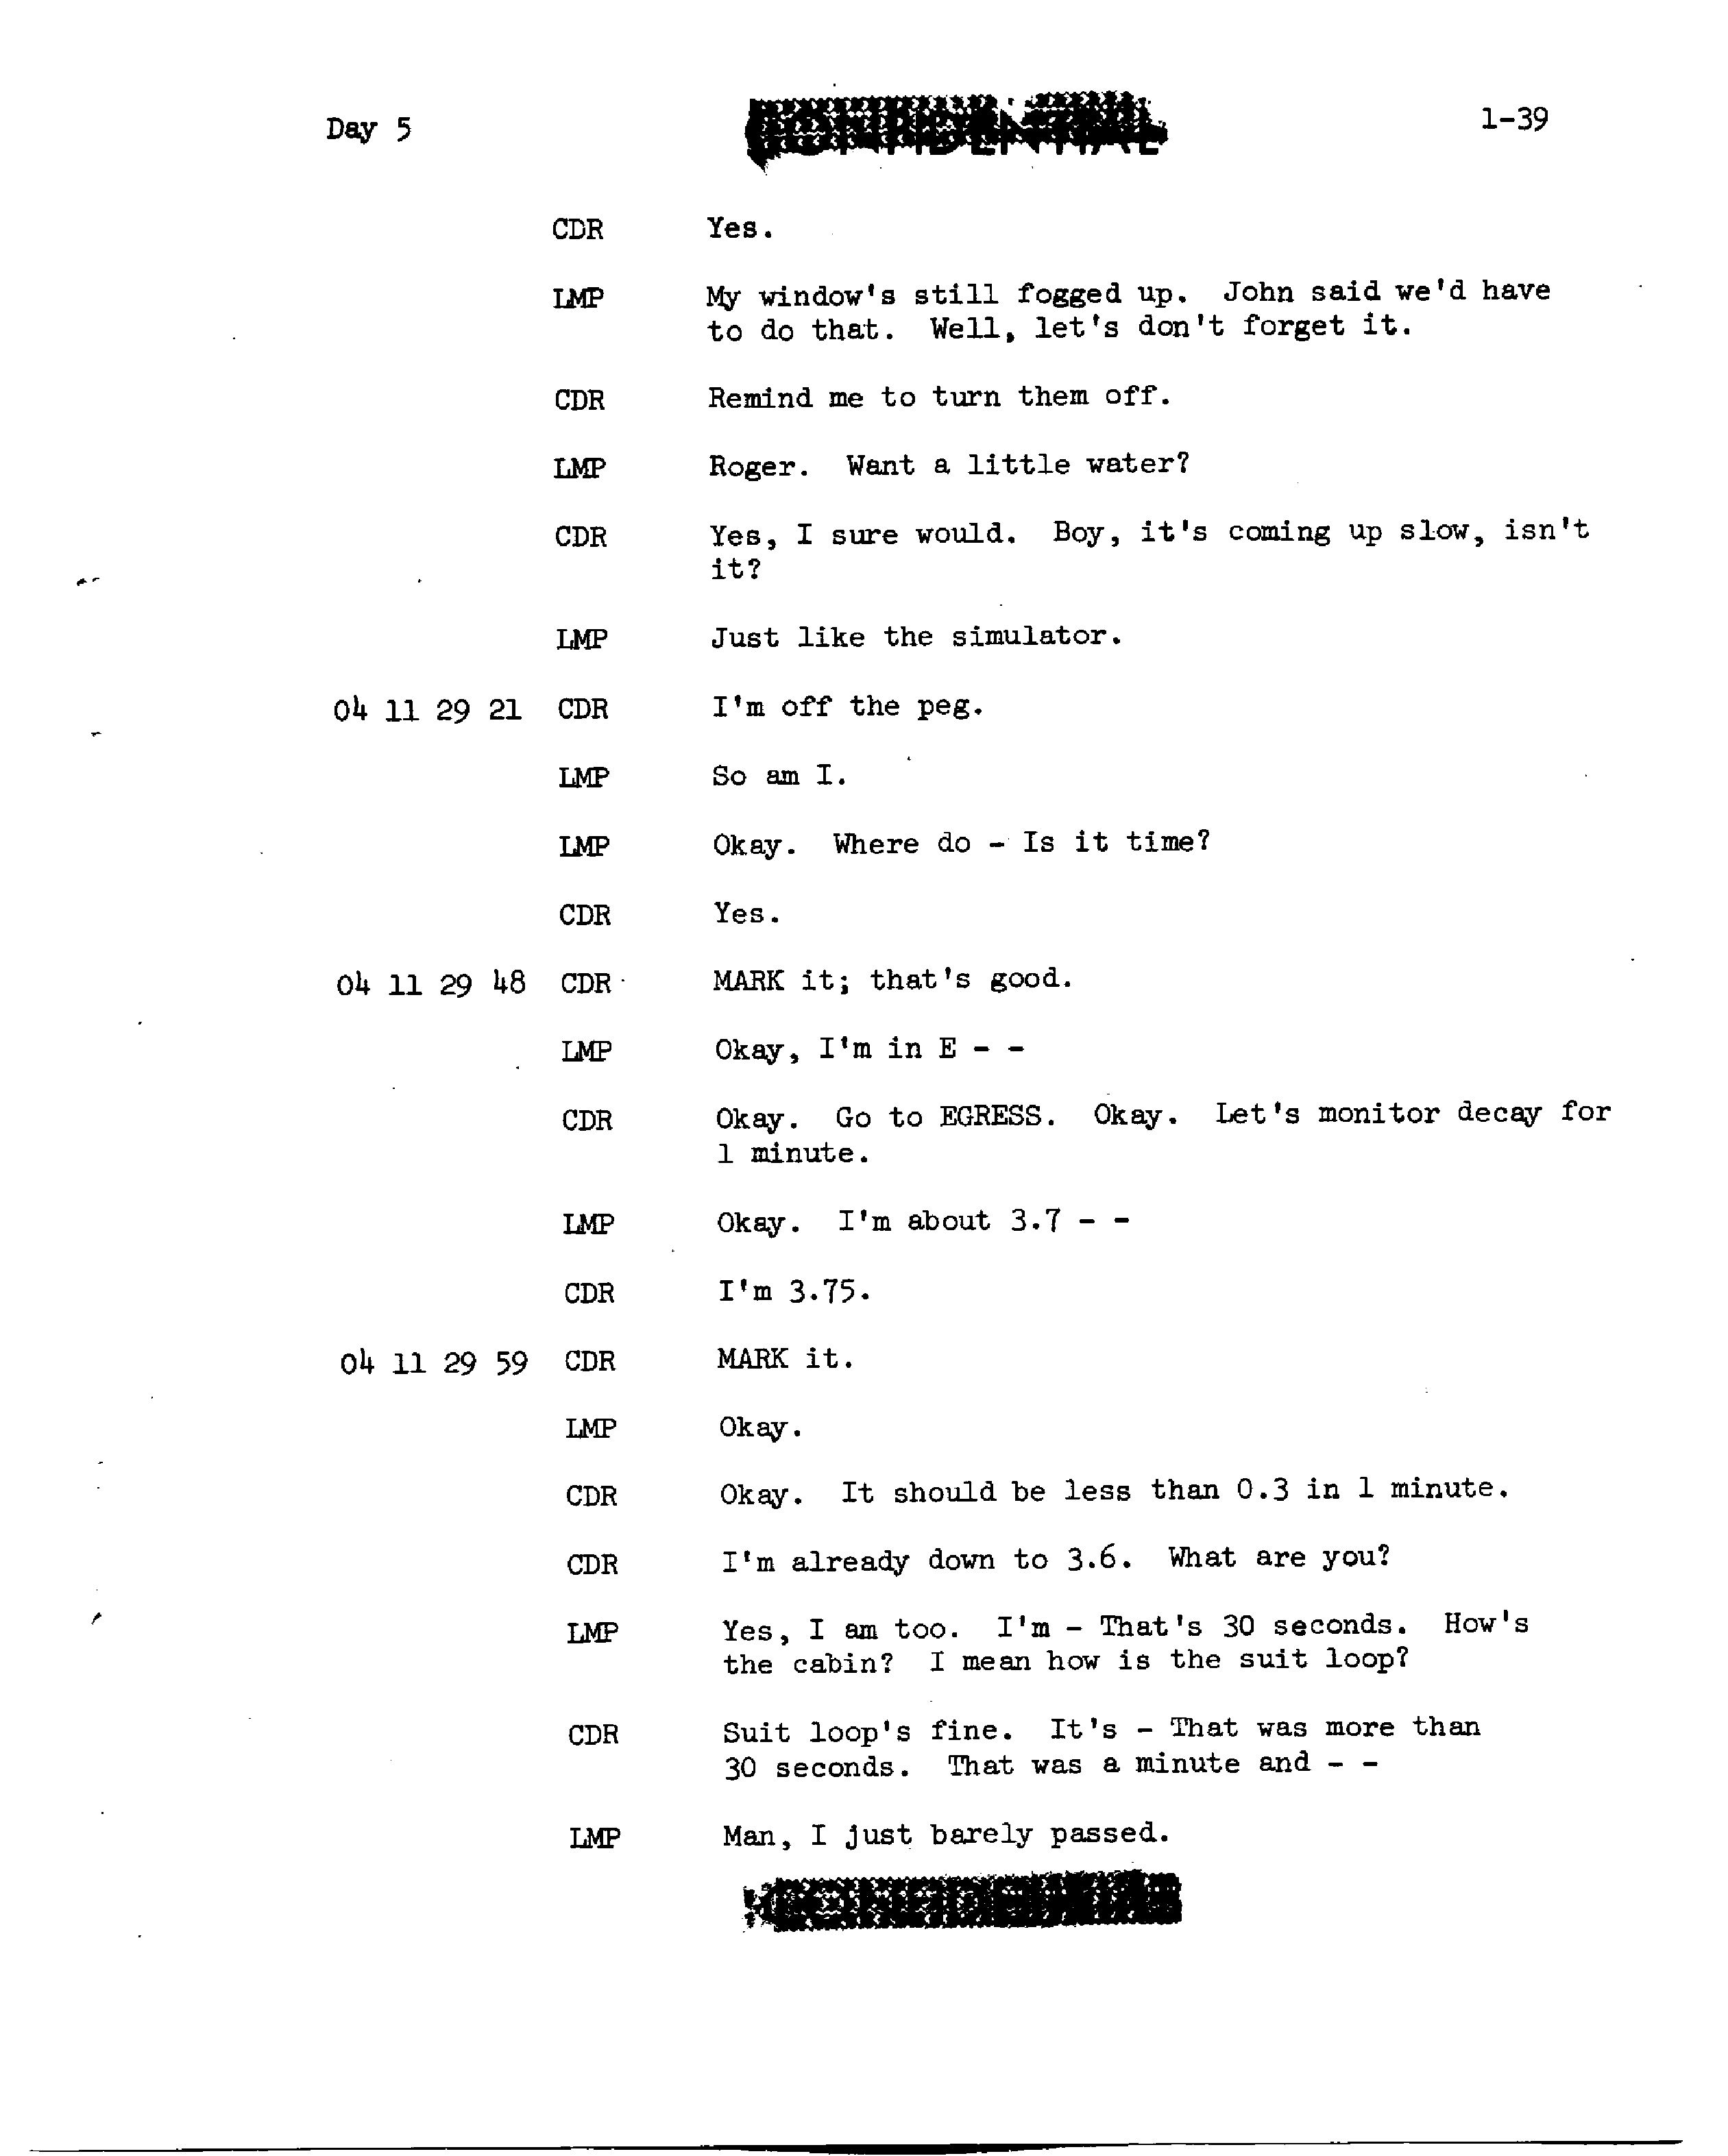 Day 5
CONFIDENTIAL
1-39
CDR Yes.
LMP My window's still fogged up. John said we'd have
to do that. Well, let's don't forget it.
CDR Remind me to turn them off.
LMP Roger. Want a little water?
CDR Yes, I sure would. Boy, it's coming up slow, isn't
it?
LMP Just like the simulator.
04 11 29 21 CDR I'm off the peg.
LMP So am I.
LMP Okay. Where do - Is it time?
CDR Yes.
04 11 29 48 CDR MARK it; that's good.
LMP Okay, I'm in E - -
CDR Okay. Go to EGRESS. Okay. Let's monitor decay for
1 minute.
LMP Okay. I'm about 3.7 - -
CDR I'm 3.75.
04 11 29 59 CDR MARK it.
LMP Okay.
CDR Okay. It should be less than 0.3 in 1 minute.
CDR I'm already down to 3.6. What are you?
LMP Yes, I am too. I'm - That's 30 seconds. How's
the cabin? I mean how is the suit loop?
CDR Suit loop's fine. It's - That was more than
30 seconds. That was a minute and - -
LMP Man, I just barely passed.
CONFIDENTIAL